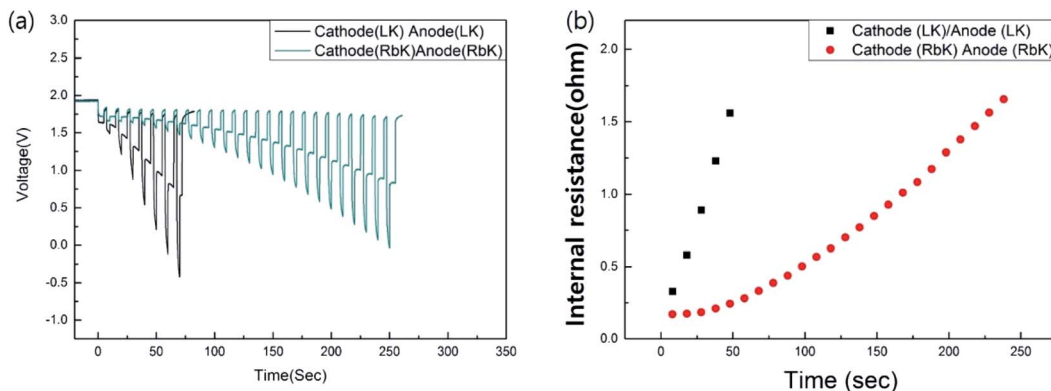 (a)
3.0
2.5
2.0
1.5
1.0
0.5
0.0
-0.5
-1.0
Voltage(V)
Cathode(LK) Anode(LK)
Cathode(RbK)Anode(RbK)
0 50 100 150 200 250 300 350
Time(Sec)
(b)
2.0
1.5
1.0
0.5
0.0
Internal resistance(ohm)
Cathode (LK)/Anode (LK)
Cathode (RbK) Anode (RbK)
0 50 100 150 200 250
Time (sec)